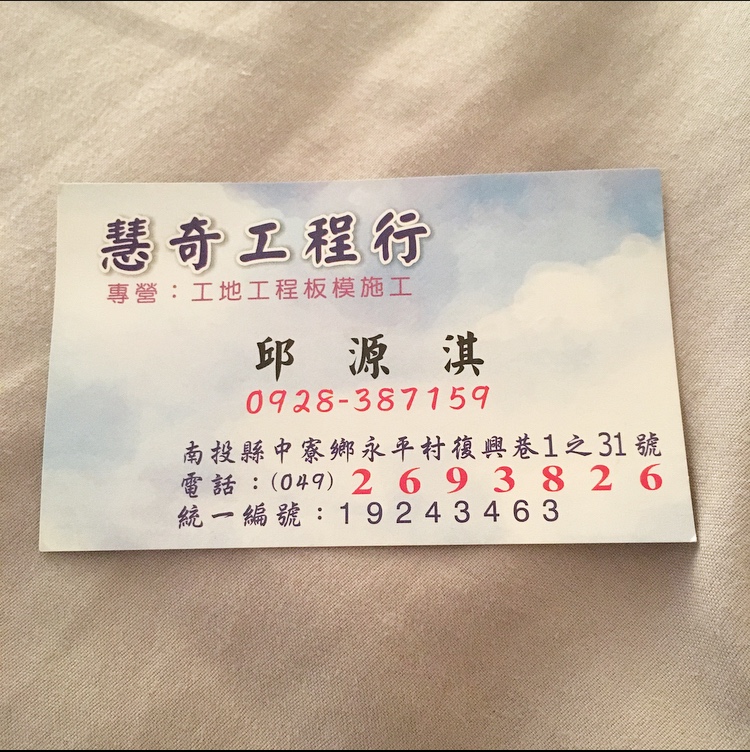 慧奇工程行
專營：工地工程板模施工
邱源淇
0928-387159
南投縣中寮鄉永平村復興巷1之31號
電話：(049) 2693826
統一編號：19243463